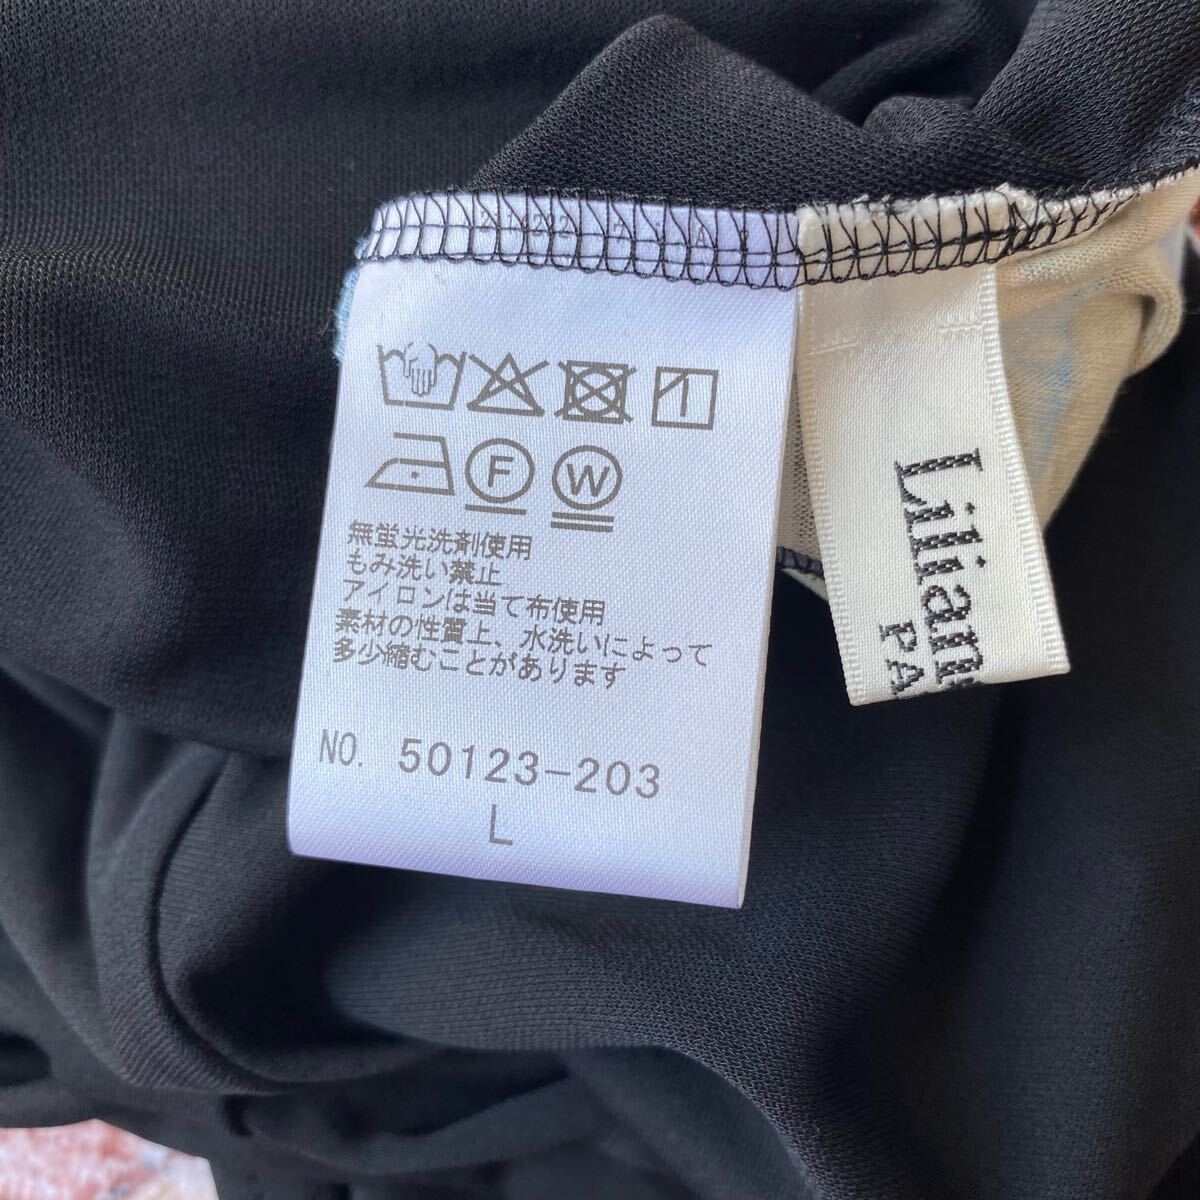 F W
無蛍光洗剤使用
もみ洗い禁止
アイロンは当て布使用
素材の性質上、水洗いによって
多少縮むことがあります
NO. 50123-203
L
Lilian
PA